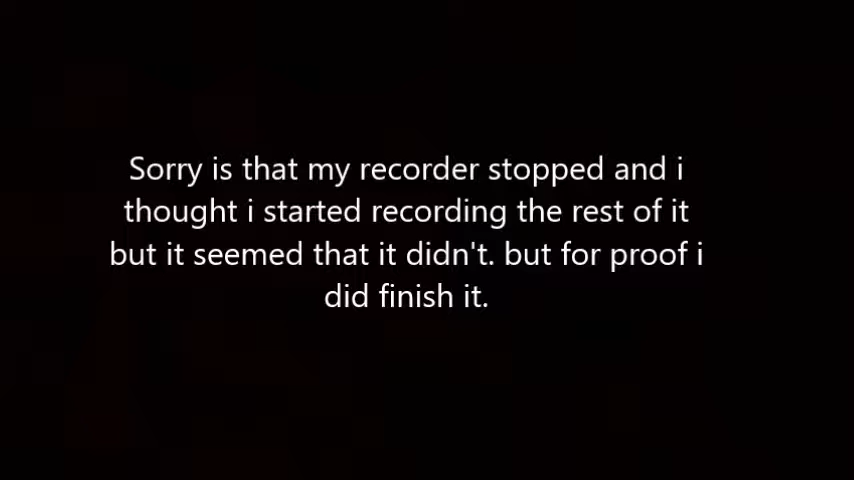 Sorry is that my recorder stopped and i
thought i started recording the rest of it
but it seemed that it didn't. but for proof i
did finish it.